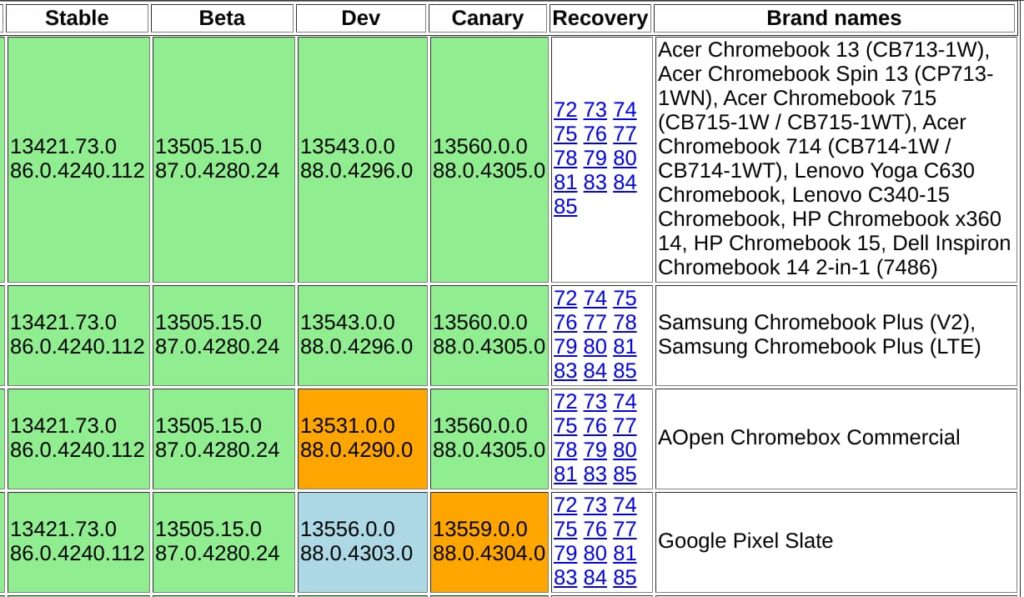 Stable Beta Dev Canary Recovery Brand names
13421.73.0
86.0.4240.112
13505.15.0
87.0.4280.24
13543.0.0
88.0.4296.0
13560.0.0
88.0.4305.0
72 73 74
75 76 77
78 79 80
81 83 84
85
Acer Chromebook 13 (CB713-1W),
Acer Chromebook Spin 13 (CP713-
1WN), Acer Chromebook 715
(CB715-1W / CB715-1WT), Acer
Chromebook 714 (CB714-1W /
CB714-1WT), Lenovo Yoga C630
Chromebook, Lenovo C340-15
Chromebook, HP Chromebook x360
14, HP Chromebook 15, Dell Inspiron
Chromebook 14 2-in-1 (7486)
13421.73.0
86.0.4240.112
13505.15.0
87.0.4280.24
13543.0.0
88.0.4296.0
13560.0.0
88.0.4305.0
72 74 75
76 77 78
79 80 81
83 84 85
Samsung Chromebook Plus (V2),
Samsung Chromebook Plus (LTE)
13421.73.0
86.0.4240.112
13505.15.0
87.0.4280.24
13531.0.0
88.0.4290.0
13560.0.0
88.0.4305.0
72 73 74
75 76 77
78 79 80
81 83 85
AOpen Chromebox Commercial
13421.73.0
86.0.4240.112
13505.15.0
87.0.4280.24
13556.0.0
88.0.4303.0
13559.0.0
88.0.4304.0
72 73 74
75 76 77
79 80 81
83 84 85
Google Pixel Slate